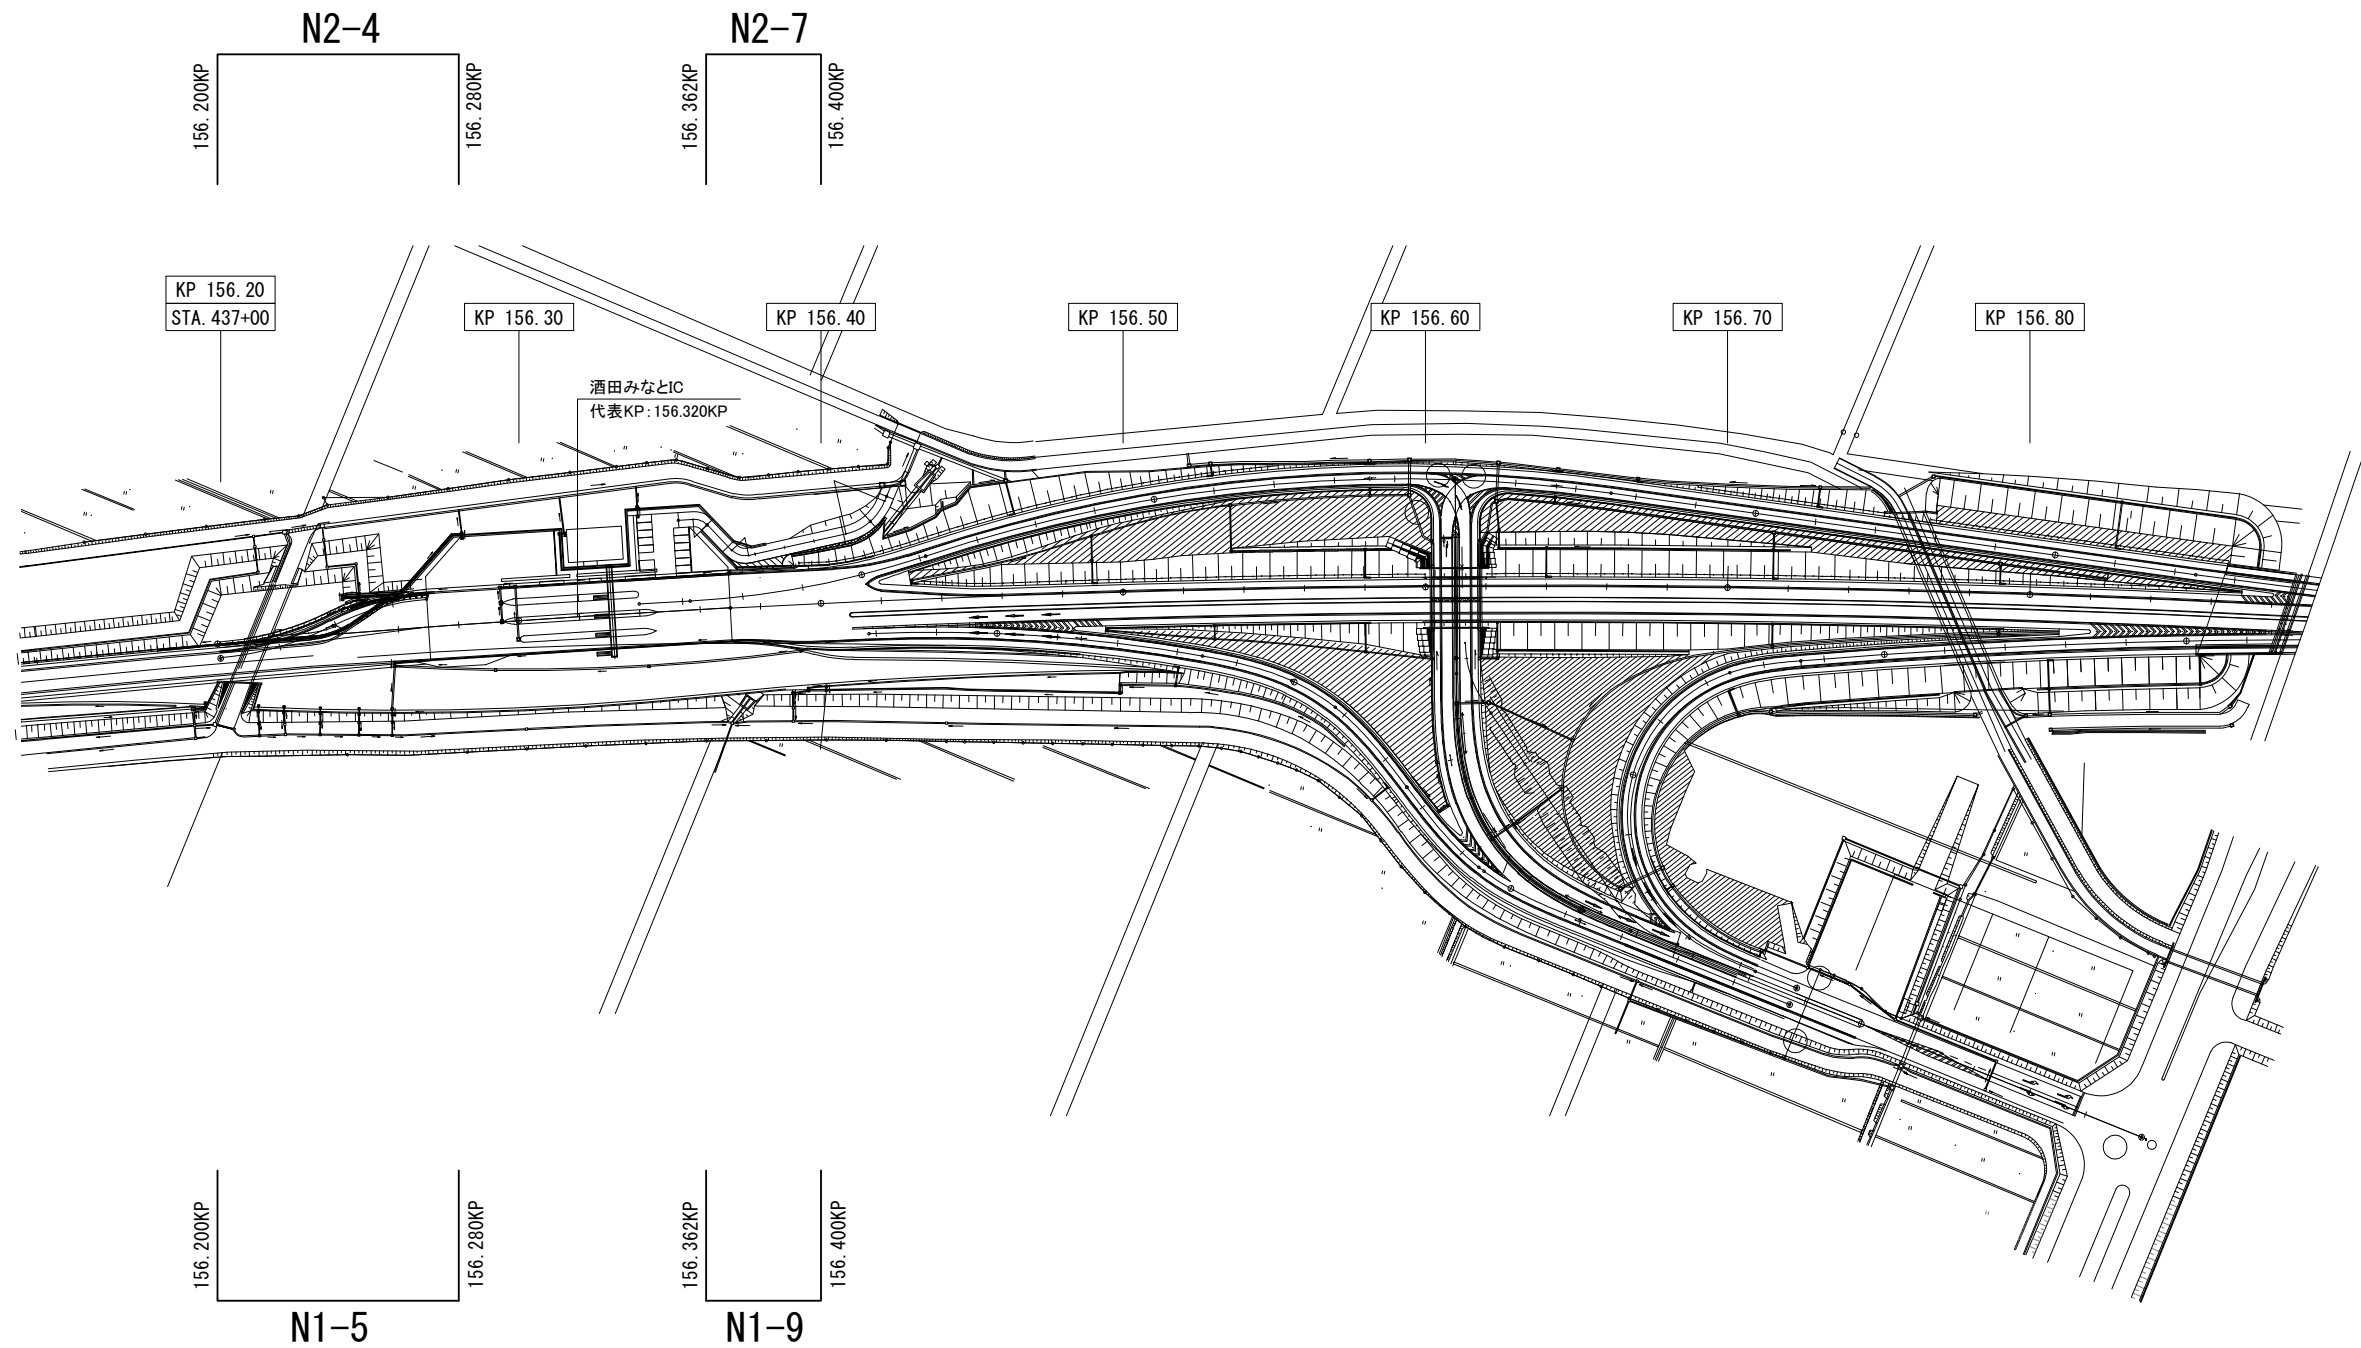 N2-4
N2-7
156.200KP
156.280KP
156.362KP
156.400KP
KP 156.20
STA.437+00
KP 156.30
KP 156.40
KP 156.50
KP 156.60
KP 156.70
KP 156.80
酒田みなとIC
代表KP:156.320KP
156.200KP
156.280KP
156.362KP
156.400KP
N1-5
N1-9